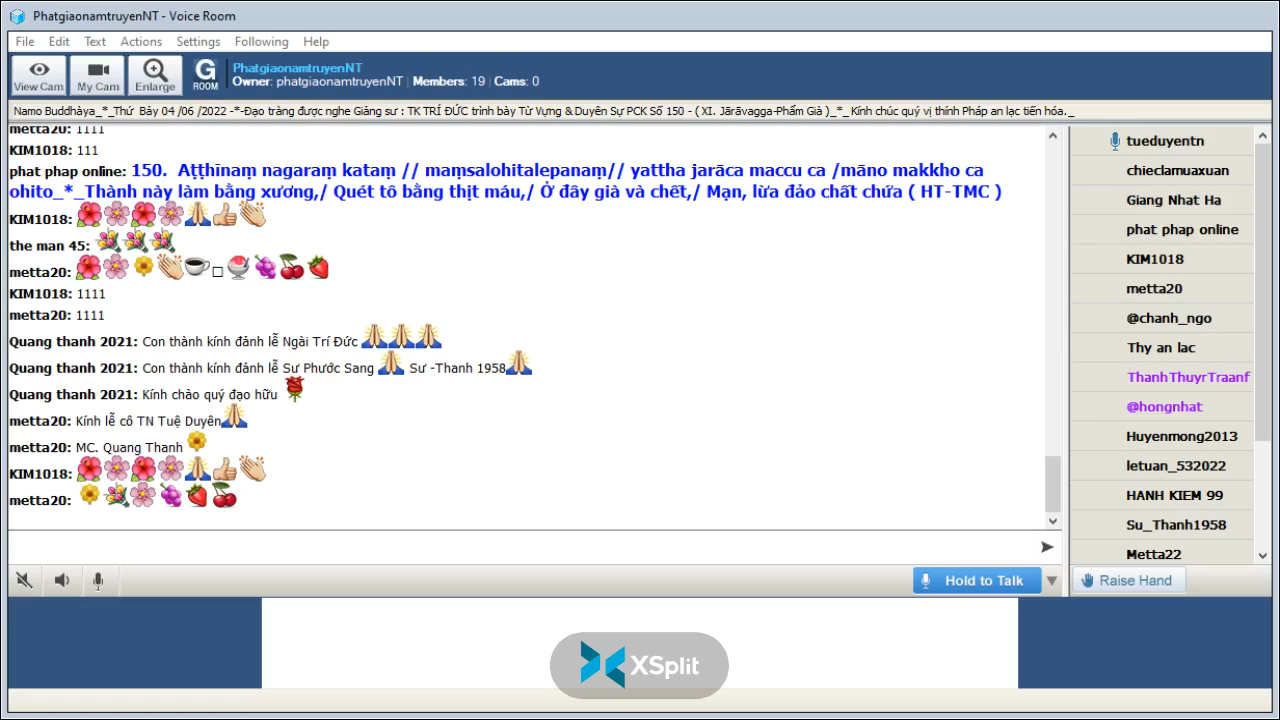 PhatgiaonamtruyenNT - Voice Room
File Edit Text Actions Settings Following Help
View Cam My Cam Enlarge G ROOM
PhatgiaonamtruyenNT
Owner: phatgiaonamtruyenNT | Members: 19 | Cams: 0
Namo Buddhàya_*_Thứ Bảy 04 /06 /2022 -*-Đạo tràng được nghe Giảng sư : TK TRÍ ĐỨC trình bày Từ Vựng & Duyên Sự PCK Số 150 - ( XI. Jārāvagga-Phẩm Già )_*_ Kính chúc quý vị thính Pháp an lạc tiến hóa._
metta20: 1111
KIM1018: 111
phat phap online: 150. Aṭṭhīnaṃ nagaraṃ kataṃ // maṃsalohitalepanaṃ// yattha jarāca maccu ca /māno makkho ca
ohito_*_Thành này làm bằng xương,/ Quét tô bằng thịt máu,/ Ở đây già và chết,/ Mạn, lừa đảo chất chứa ( HT-TMC )
KIM1018:
the man 45:
metta20:
KIM1018: 1111
metta20: 1111
Quang thanh 2021: Con thành kính đảnh lễ Ngài Trí Đức
Quang thanh 2021: Con thành kính đảnh lễ Sư Phước Sang Sư -Thanh 1958
Quang thanh 2021: Kính chào quý đạo hữu
metta20: Kính lễ cô TN Tuệ Duyên
metta20: MC. Quang Thanh
KIM1018:
metta20:
Hold to Talk
tueduyentn
chieclamuaxuan
Giang Nhat Ha
phat phap online
KIM1018
metta20
@chanh_ngo
Thy an lac
ThanhThuyrTraanf
@hongnhat
Huyenmong2013
letuan_532022
HANH KIEM 99
Su_Thanh1958
Metta22
Raise Hand
XSplit